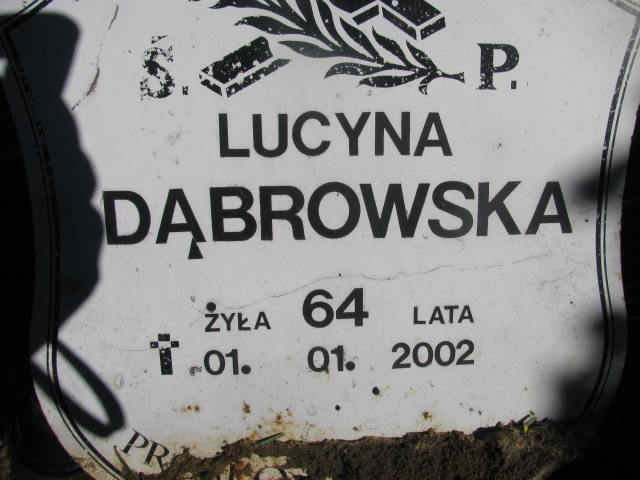 Ś. P.
LUCYNA
DĄBROWSKA
ŻYŁA 64 LATA
01. 01. 2002